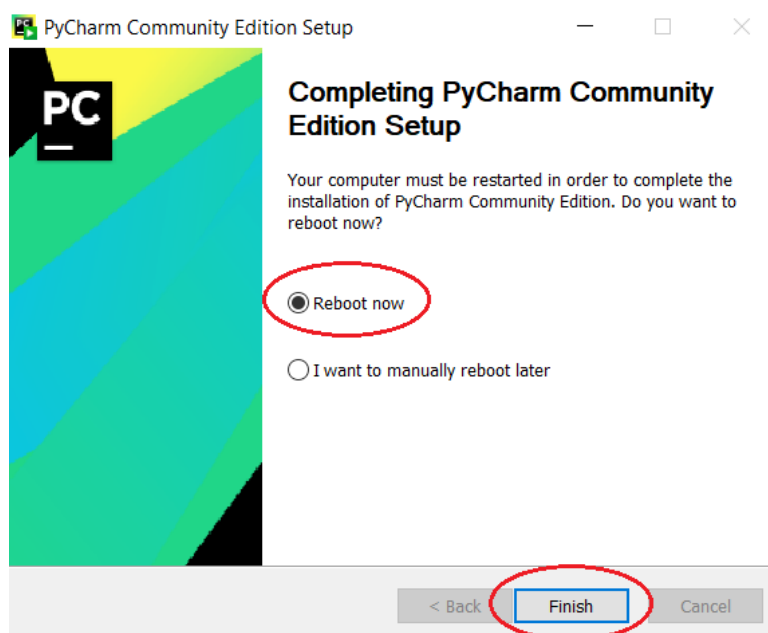 PyCharm Community Edition Setup
PC
Completing PyCharm Community
Edition Setup
Your computer must be restarted in order to complete the
installation of PyCharm Community Edition. Do you want to
reboot now?
Reboot now
I want to manually reboot later
< Back Finish Cancel